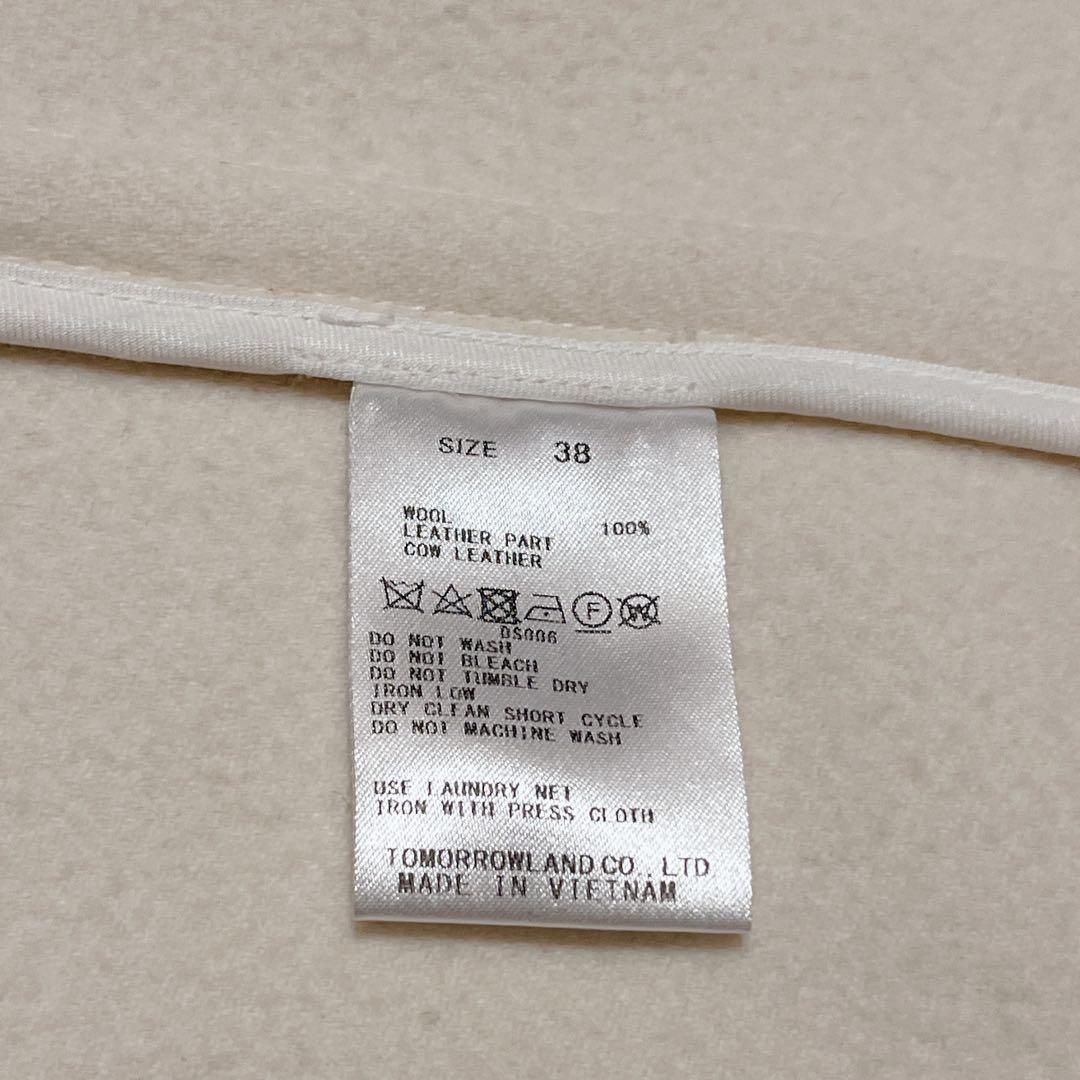 SIZE 38
WOOL 100%
LEATHER PART
COW LEATHER
F W
DS006
DO NOT WASH
DO NOT BLEACH
DO NOT TUMBLE DRY
IRON LOW
DRY CLEAN SHORT CYCLE
DO NOT MACHINE WASH
USE LAUNDRY NET
IRON WITH PRESS CLOTH
TOMORROWLAND CO.,LTD
MADE IN VIETNAM